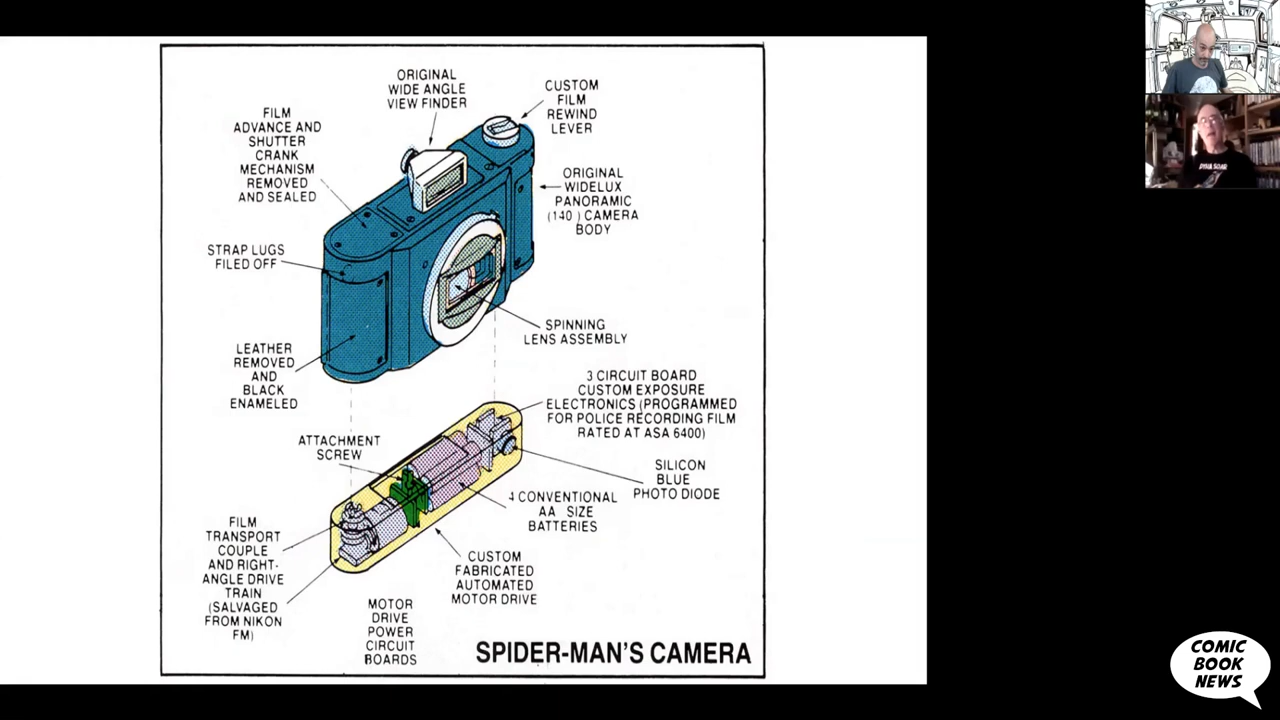 ORIGINAL
WIDE ANGLE
VIEW FINDER
CUSTOM
FILM
REWIND
LEVER
FILM
ADVANCE AND
SHUTTER
CRANK
MECHANISM
REMOVED
AND SEALED
ORIGINAL
WIDELUX
PANORAMIC
(140 ) CAMERA
BODY
STRAP LUGS
FILED OFF
SPINNING
LENS ASSEMBLY
LEATHER
REMOVED
AND
BLACK
ENAMELED
3 CIRCUIT BOARD
CUSTOM EXPOSURE
ELECTRONICS (PROGRAMMED
FOR POLICE RECORDING FILM
RATED AT ASA 6400)
ATTACHMENT
SCREW
SILICON
BLUE
PHOTO DIODE
4 CONVENTIONAL
AA SIZE
BATTERIES
FILM
TRANSPORT
COUPLE
AND RIGHT-
ANGLE DRIVE
TRAIN
(SALVAGED
FROM NIKON
FM)
CUSTOM
FABRICATED
AUTOMATED
MOTOR DRIVE
MOTOR
DRIVE
POWER
CIRCUIT
BOARDS
SPIDER-MAN'S CAMERA
COMIC
BOOK
NEWS